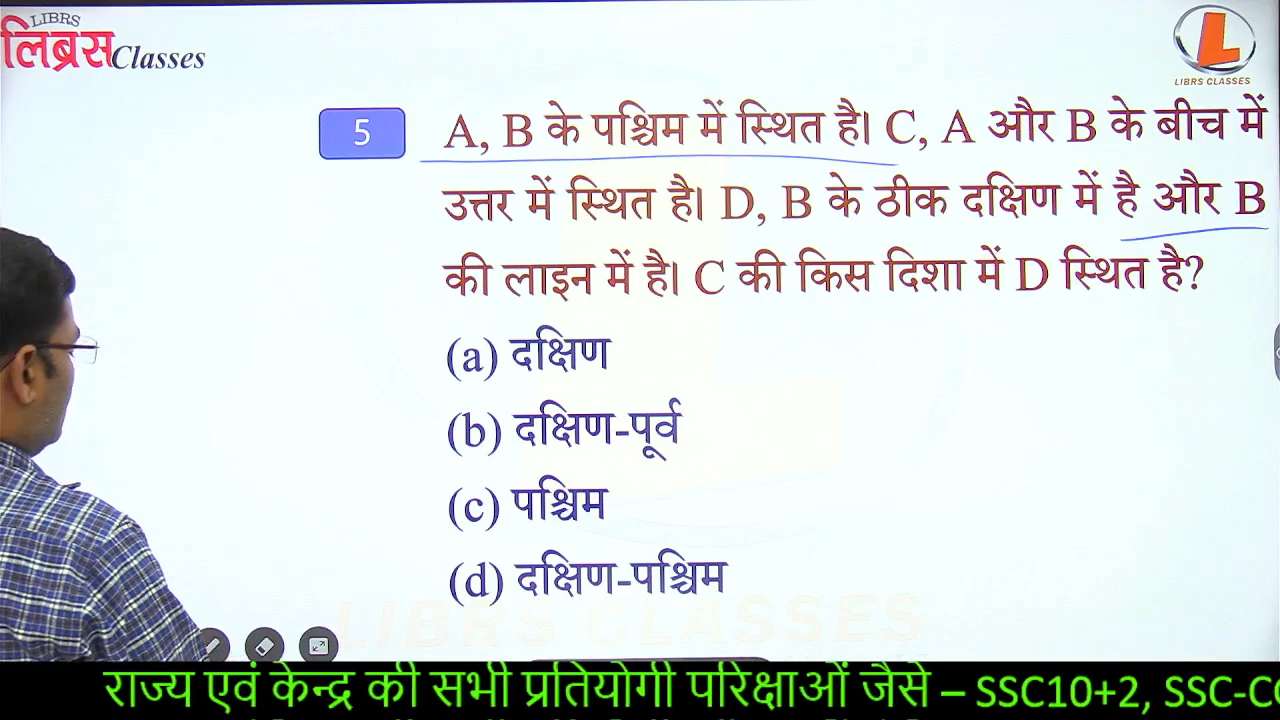 LIBRS
लिब्रस Classes
LIBRS CLASSES
5
A, B के पश्चिम में स्थित है। C, A और B के बीच में
उत्तर में स्थित है। D, B के ठीक दक्षिण में है और B
की लाइन में है। C की किस दिशा में D स्थित है?
(a) दक्षिण
(b) दक्षिण-पूर्व
(c) पश्चिम
(d) दक्षिण-पश्चिम
LIBRS CLASSES
राज्य एवं केन्द्र की सभी प्रतियोगी परिक्षाओं जैसे – SSC10+2, SSC-